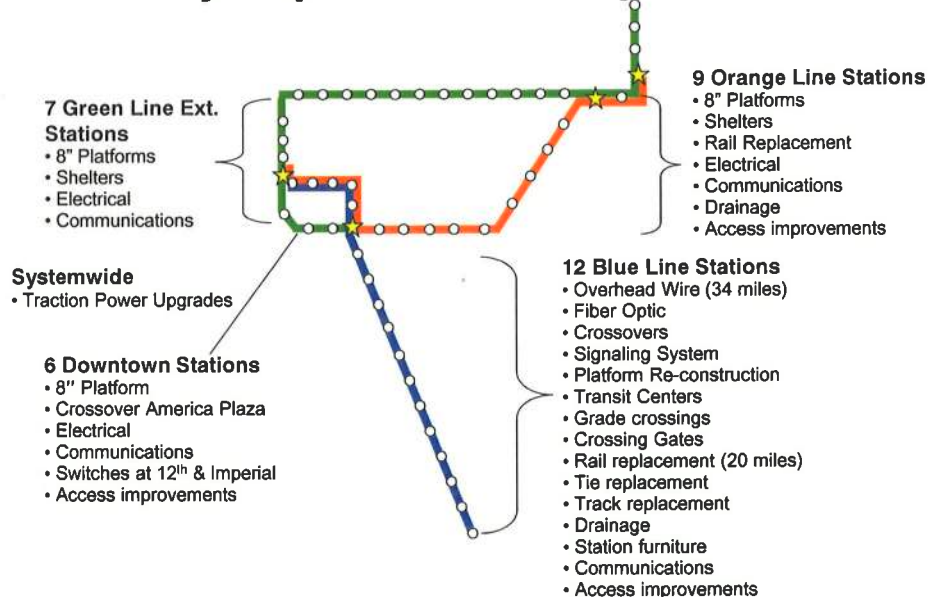 7 Green Line Ext.
Stations
• 8" Platforms
• Shelters
• Electrical
• Communications
9 Orange Line Stations
• 8" Platforms
• Shelters
• Rail Replacement
• Electrical
• Communications
• Drainage
• Access improvements
Systemwide
• Traction Power Upgrades
6 Downtown Stations
• 8" Platform
• Crossover America Plaza
• Electrical
• Communications
• Switches at 12th & Imperial
• Access improvements
12 Blue Line Stations
• Overhead Wire (34 miles)
• Fiber Optic
• Crossovers
• Signaling System
• Platform Re-construction
• Transit Centers
• Grade crossings
• Crossing Gates
• Rail replacement (20 miles)
• Tie replacement
• Track replacement
• Drainage
• Station furniture
• Communications
• Access improvements